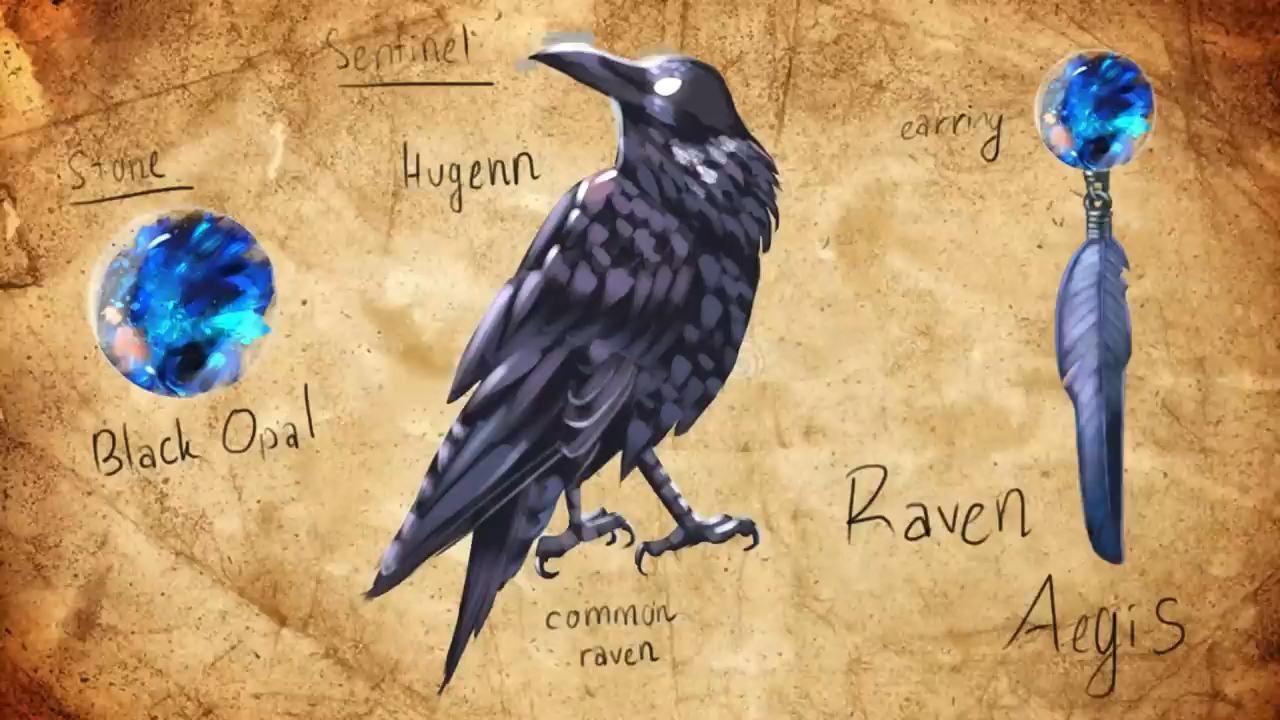 Sentinel
Hugenn
Stone
Black Opal
common
raven
earring
Raven
Aegis